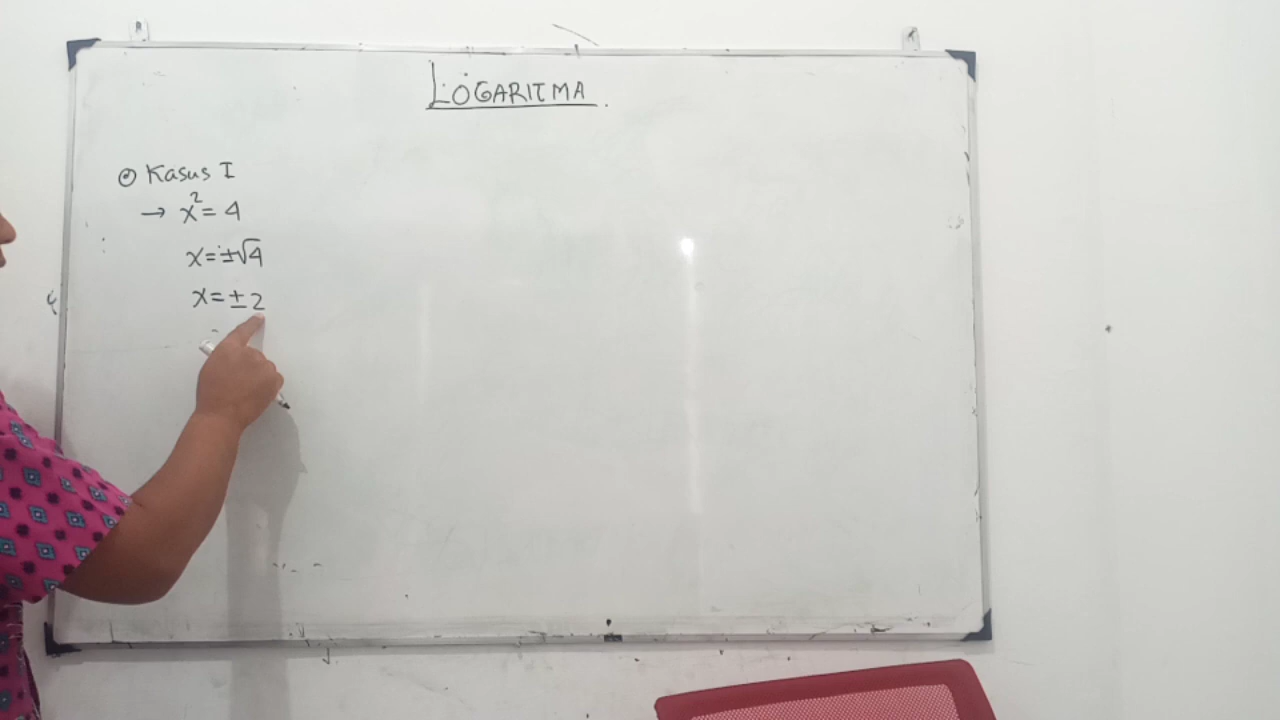 LOGARITMA
Kasus I
→ x² = 4
x = ±√4
x = ±2